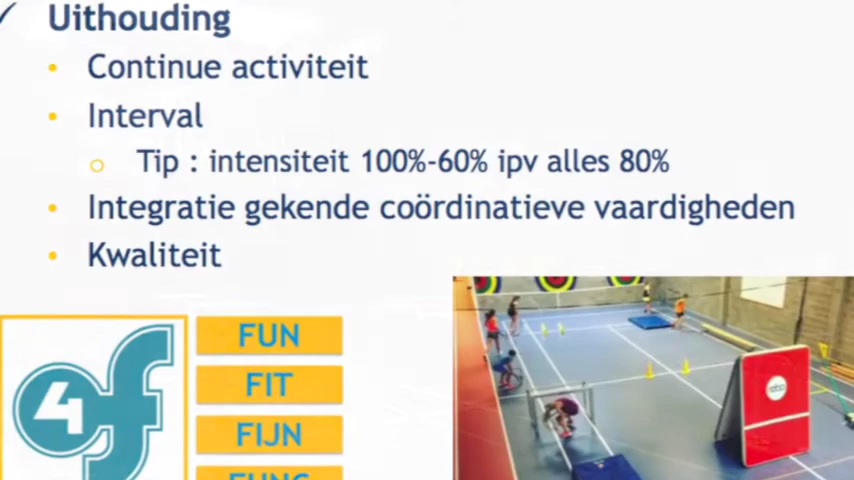 ✓ Uithouding
• Continue activiteit
• Interval
o Tip : intensiteit 100%-60% ipv alles 80%
• Integratie gekende coördinatieve vaardigheden
• Kwaliteit
4f
FUN
FIT
FIJN